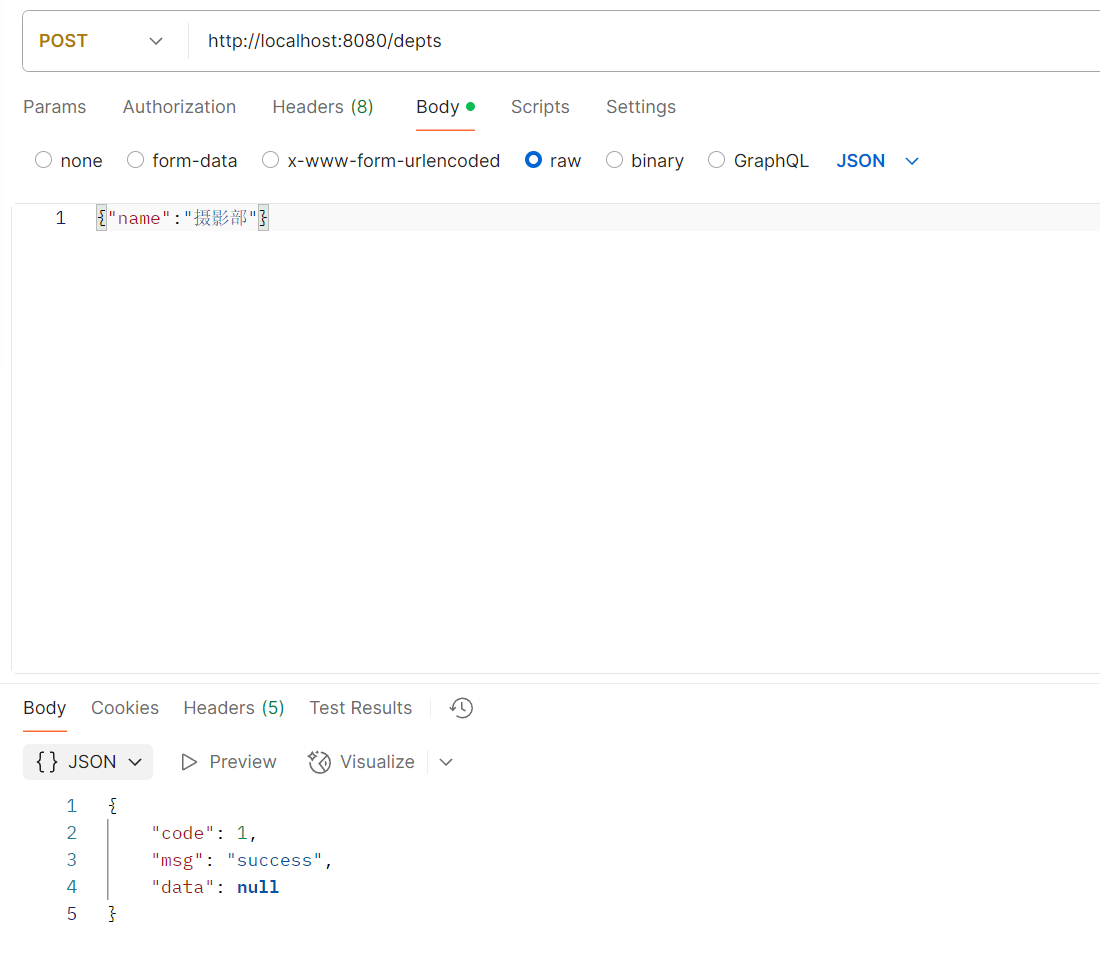 POST http://localhost:8080/depts
Params Authorization Headers (8) Body Scripts Settings
none form-data x-www-form-urlencoded raw binary GraphQL JSON
1 {"name":"摄影部"}
Body Cookies Headers (5) Test Results
{} JSON Preview Visualize
1 {
2 "code": 1,
3 "msg": "success",
4 "data": null
5 }